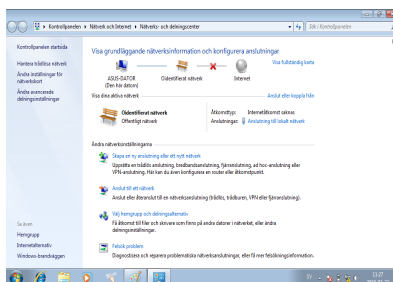 Kontrollpanelen ▸ Nätverk och Internet ▸ Nätverks- och delningscenter
Sök i Kontrollpanelen
Kontrollpanelen startsida
Hantera trådlösa nätverk
Ändra inställningar för nätverkskort
Ändra avancerade delningsinställningar
Visa grundläggande nätverksinformation och konfigurera anslutningar
Visa fullständig karta
ASUS-DATOR
(Den här datorn)
Oidentifierat nätverk
Internet
Visa dina aktiva nätverk
Anslut eller koppla från
Oidentifierat nätverk
Offentligt nätverk
Åtkomsttyp: Internetåtkomst saknas
Anslutningar: Anslutning till lokalt nätverk
Ändra nätverksinställningarna
Skapa en ny anslutning eller ett nytt nätverk
Upprätta en trådlös anslutning, bredbandsanslutning, fjärranslutning, ad hoc-anslutning eller
VPN-anslutning. Här kan du även konfigurera en router eller åtkomstpunkt.
Anslut till ett nätverk
Anslut eller återanslut till en nätverksanslutning (trådlös, trådburen, VPN eller fjärranslutning).
Välj hemgrupp och delningsalternativ
Få åtkomst till filer och skrivare som finns på andra datorer i nätverket, eller ändra
delningsinställningar.
Felsök problem
Diagnostisera och reparera problematiska nätverksanslutningar, eller få mer felsökningsinformation.
Se även
Hemgrupp
Internetalternativ
Windows-brandväggen
SV
13:27